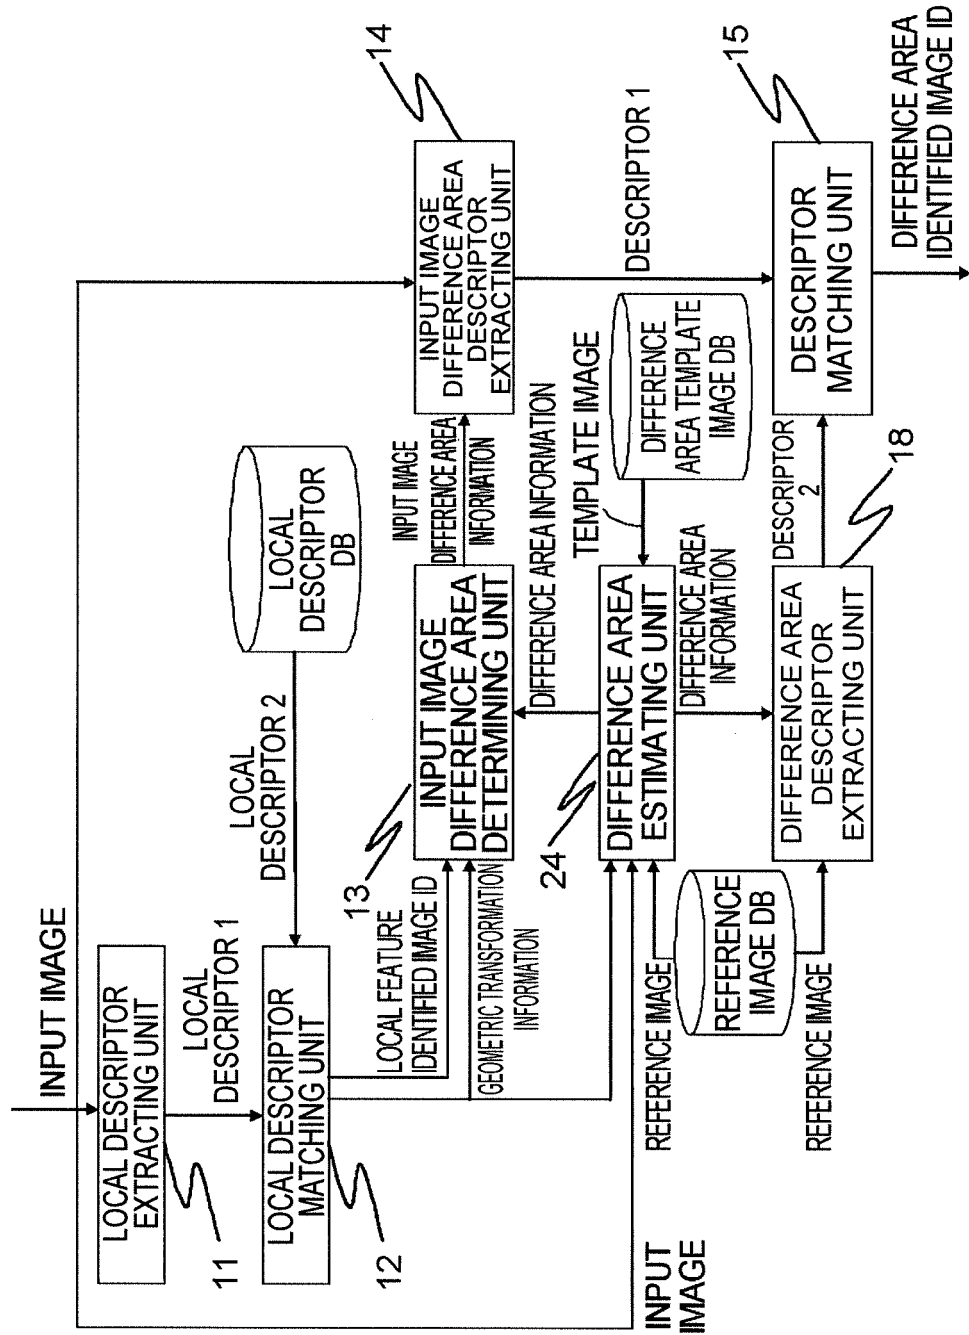 INPUT IMAGE
LOCAL DESCRIPTOR
EXTRACTING UNIT
11
LOCAL
DESCRIPTOR 1
LOCAL DESCRIPTOR
MATCHING UNIT
12
LOCAL
DESCRIPTOR 2
LOCAL
DESCRIPTOR
DB
LOCAL FEATURE
IDENTIFIED IMAGE ID
GEOMETRIC TRANSFORMATION
INFORMATION
13
INPUT IMAGE
DIFFERENCE AREA
DETERMINING UNIT
INPUT IMAGE
DIFFERENCE AREA
INFORMATION
INPUT IMAGE
DIFFERENCE AREA
DESCRIPTOR
EXTRACTING UNIT
14
DIFFERENCE AREA INFORMATION
TEMPLATE IMAGE
DIFFERENCE
AREA TEMPLATE
IMAGE DB
DESCRIPTOR 1
INPUT
IMAGE
24
DIFFERENCE AREA
ESTIMATING UNIT
DIFFERENCE AREA
INFORMATION
REFERENCE IMAGE
REFERENCE
IMAGE DB
REFERENCE IMAGE
DIFFERENCE AREA
DESCRIPTOR
EXTRACTING UNIT
18
DESCRIPTOR
2
DESCRIPTOR
MATCHING UNIT
15
DIFFERENCE AREA
IDENTIFIED IMAGE ID